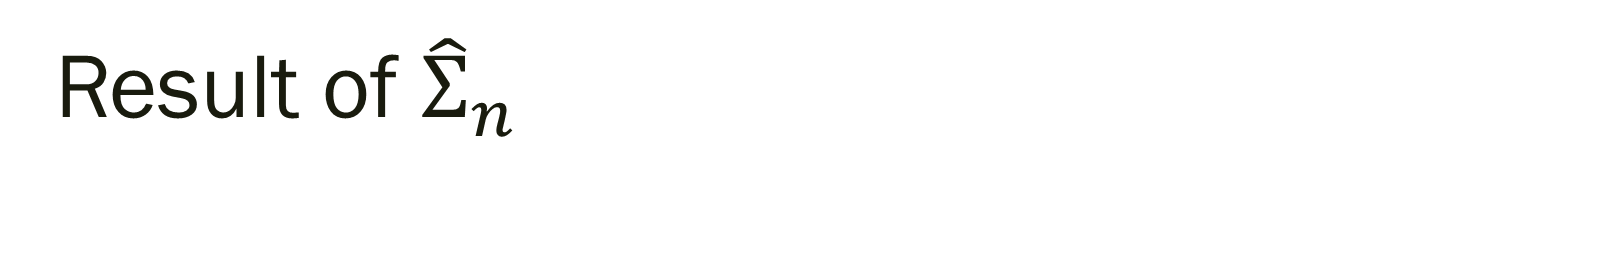 Result of Σ̂ₙ